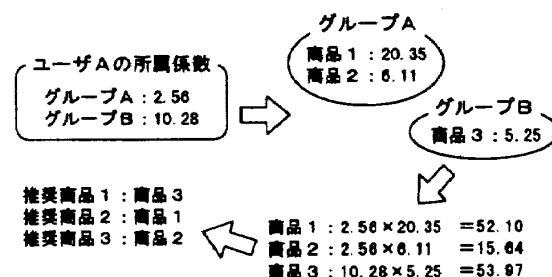 ユーザAの所属係数
グループA:2.56
グループB:10.28
グループA
商品1:20.35
商品2:6.11
グループB
商品3:5.25
商品1:2.56×20.35 =52.10
商品2:2.56×6.11 =15.64
商品3:10.28×5.25 =53.97
推奨商品1:商品3
推奨商品2:商品1
推奨商品3:商品2